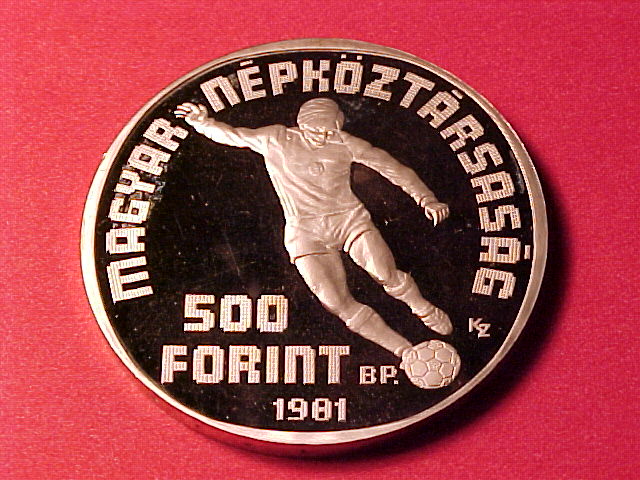 MAGYAR NÉPKÖZTÁRSASÁG
500
FORINT BP.
1981
KZ